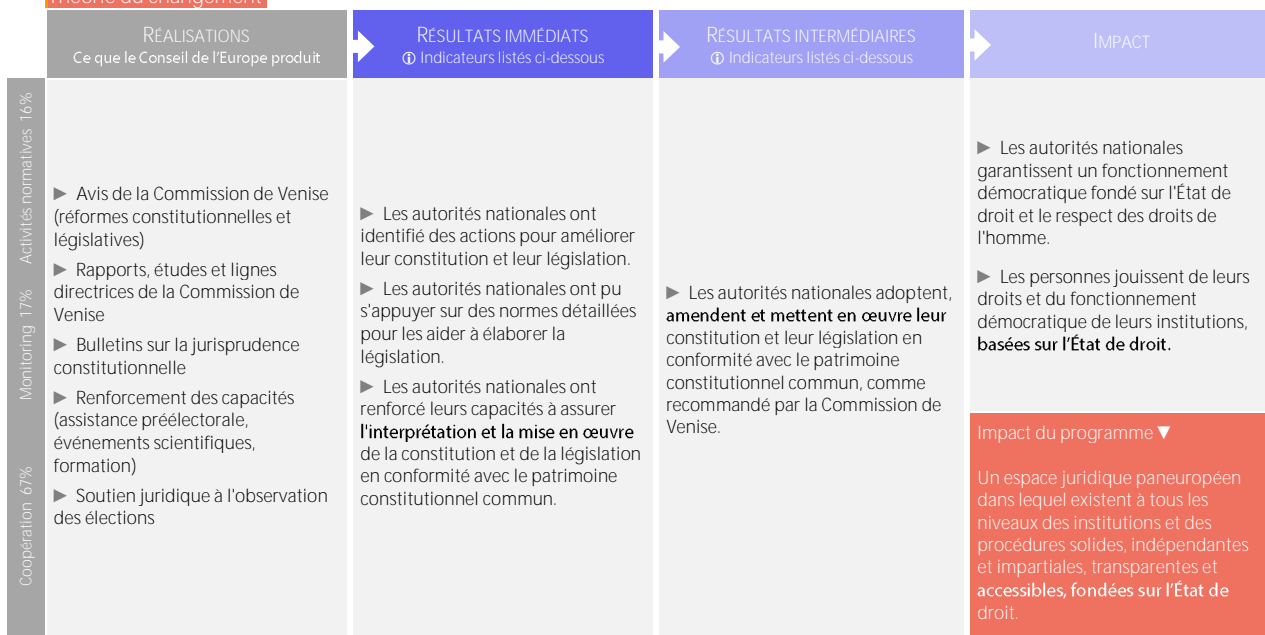 Théorie du changement
RÉALISATIONS
Ce que le Conseil de l'Europe produit
RÉSULTATS IMMÉDIATS
🛈 Indicateurs listés ci-dessous
RÉSULTATS INTERMÉDIAIRES
🛈 Indicateurs listés ci-dessous
IMPACT
Activités normatives 16%
Monitoring 17%
Coopération 67%
► Avis de la Commission de Venise
(réformes constitutionnelles et
législatives)
► Rapports, études et lignes
directrices de la Commission de
Venise
► Bulletins sur la jurisprudence
constitutionnelle
► Renforcement des capacités
(assistance préélectorale,
événements scientifiques,
formation)
► Soutien juridique à l'observation
des élections
► Les autorités nationales ont
identifié des actions pour améliorer
leur constitution et leur législation.
► Les autorités nationales ont pu
s'appuyer sur des normes détaillées
pour les aider à élaborer la
législation.
► Les autorités nationales ont
renforcé leurs capacités à assurer
l'interprétation et la mise en œuvre
de la constitution et de la législation
en conformité avec le patrimoine
constitutionnel commun.
► Les autorités nationales adoptent,
amendent et mettent en œuvre leur
constitution et leur législation en
conformité avec le patrimoine
constitutionnel commun, comme
recommandé par la Commission de
Venise.
► Les autorités nationales
garantissent un fonctionnement
démocratique fondé sur l'État de
droit et le respect des droits de
l'homme.
► Les personnes jouissent de leurs
droits et du fonctionnement
démocratique de leurs institutions,
basées sur l'État de droit.
Impact du programme ▼
Un espace juridique paneuropéen
dans lequel existent à tous les
niveaux des institutions et des
procédures solides, indépendantes
et impartiales, transparentes et
accessibles, fondées sur l'État de
droit.